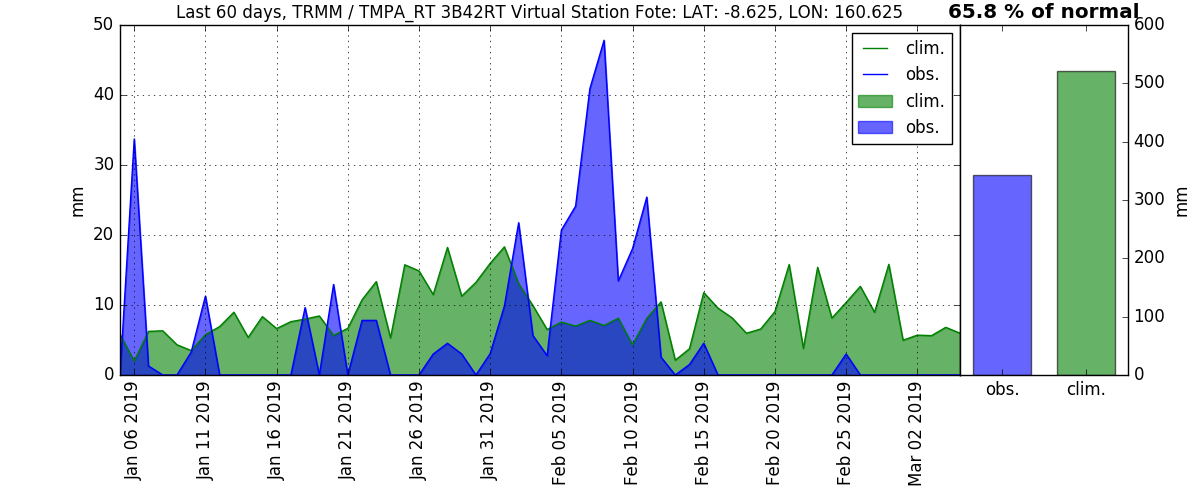 Last 60 days, TRMM / TMPA_RT 3B42RT Virtual Station Fote: LAT: -8.625, LON: 160.625
65.8 % of normal
50
40
30
20
10
0
mm
clim.
obs.
clim.
obs.
600
500
400
300
200
100
0
mm
obs.
clim.
Jan 06 2019
Jan 11 2019
Jan 16 2019
Jan 21 2019
Jan 26 2019
Jan 31 2019
Feb 05 2019
Feb 10 2019
Feb 15 2019
Feb 20 2019
Feb 25 2019
Mar 02 2019